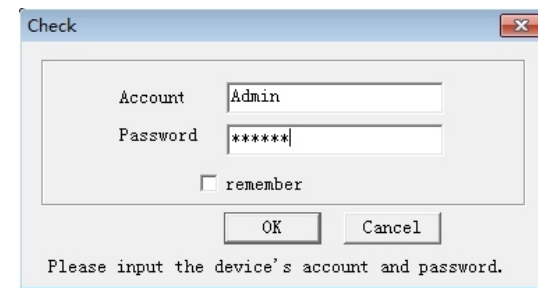 Check
Account Admin
Password ******
remember
OK Cancel
Please input the device's account and password.